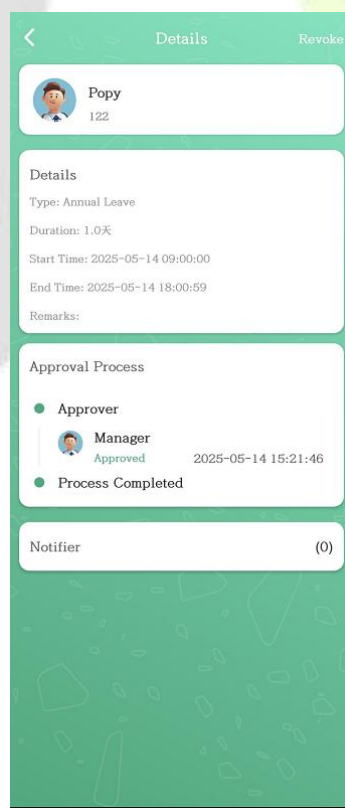 Details
Revoke
Popy
122
Details
Type: Annual Leave
Duration: 1.0天
Start Time: 2025-05-14 09:00:00
End Time: 2025-05-14 18:00:59
Remarks:
Approval Process
Approver
Manager
Approved 2025-05-14 15:21:46
Process Completed
Notifier (0)